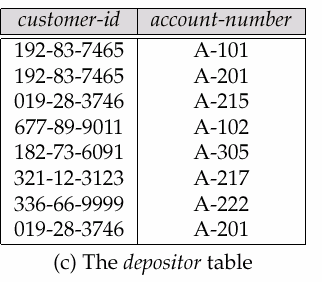 customer-id account-number
192-83-7465 A-101
192-83-7465 A-201
019-28-3746 A-215
677-89-9011 A-102
182-73-6091 A-305
321-12-3123 A-217
336-66-9999 A-222
019-28-3746 A-201
(c) The depositor table